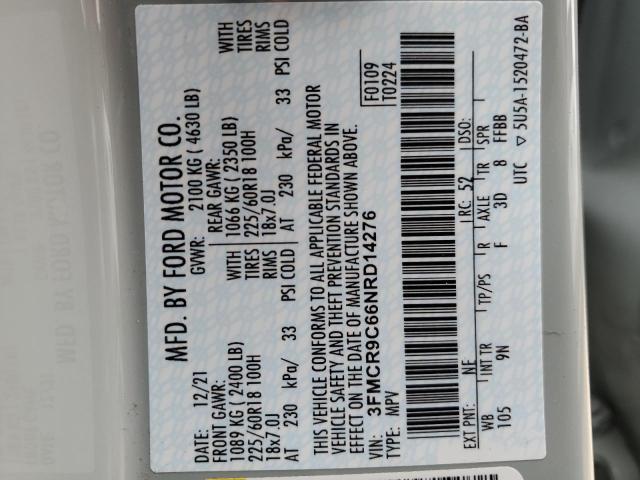 MFD. BY FORD MOTOR CO.
DATE: 12/21 GVWR: 2100 KG ( 4630 LB)
FRONT GAWR: REAR GAWR:
1089 KG ( 2400 LB) 1066 KG ( 2350 LB) WITH
225/60R18 100H WITH TIRES 225/60R18 100H TIRES
18x7.0J RIMS 18x7.0J RIMS
AT 230 kPa/ 33 PSI COLD AT 230 kPa/ 33 PSI COLD
THIS VEHICLE CONFORMS TO ALL APPLICABLE FEDERAL MOTOR
VEHICLE SAFETY AND THEFT PREVENTION STANDARDS IN
EFFECT ON THE DATE OF MANUFACTURE SHOWN ABOVE.
VIN: 3FMCR9C66NRD14276 F0109
TYPE: MPV T0224
EXT PNT: NE RC: 52 DSO:
WB INT TR TP/PS R AXLE TR SPR
105 9N F 3D 8 FFBB
UTC ▽ 5U5A-1520472-BA